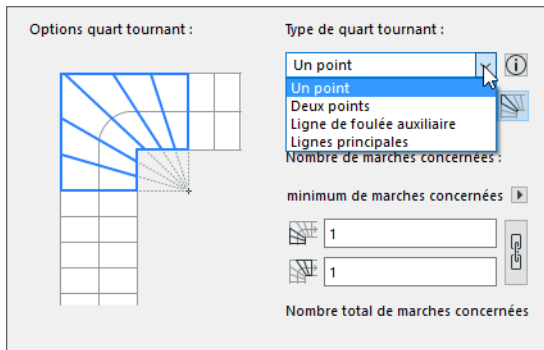 Options quart tournant :
Type de quart tournant :
Un point
Un point
Deux points
Ligne de foulée auxiliaire
Lignes principales
Nombre de marches concernées :
minimum de marches concernées
1
1
Nombre total de marches concernées